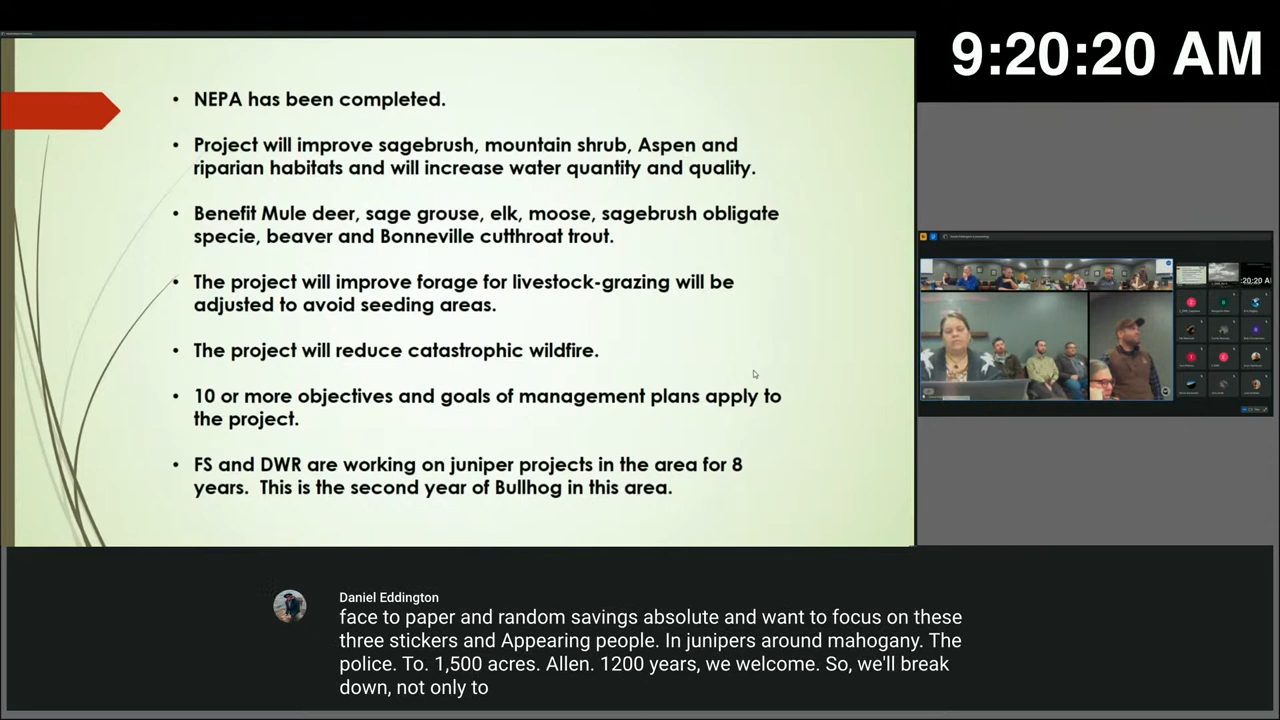 9:20:20 AM
• NEPA has been completed.
• Project will improve sagebrush, mountain shrub, Aspen and
riparian habitats and will increase water quantity and quality.
• Benefit Mule deer, sage grouse, elk, moose, sagebrush obligate
specie, beaver and Bonneville cutthroat trout.
• The project will improve forage for livestock-grazing will be
adjusted to avoid seeding areas.
• The project will reduce catastrophic wildfire.
• 10 or more objectives and goals of management plans apply to
the project.
• FS and DWR are working on juniper projects in the area for 8
years. This is the second year of Bullhog in this area.
Daniel Eddington
face to paper and random savings absolute and want to focus on these
three stickers and Appearing people. In junipers around mahogany. The
police. To. 1,500 acres. Allen. 1200 years, we welcome. So, we'll break
down, not only to